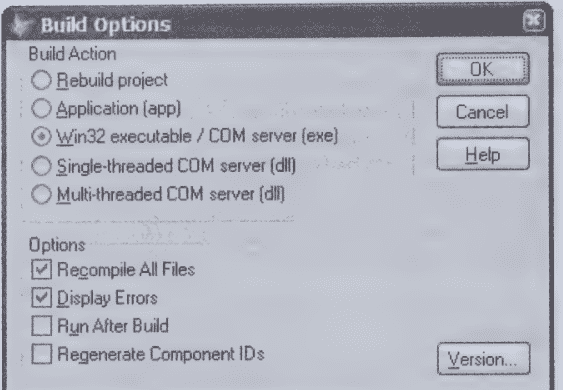 Build Options
Build Action
Rebuild project
OK
Application (app)
Cancel
Win32 executable / COM server (exe)
Help
Single-threaded COM server (dll)
Multi-threaded COM server (dll)
Options
Recompile All Files
Display Errors
Run After Build
Regenerate Component IDs
Version...